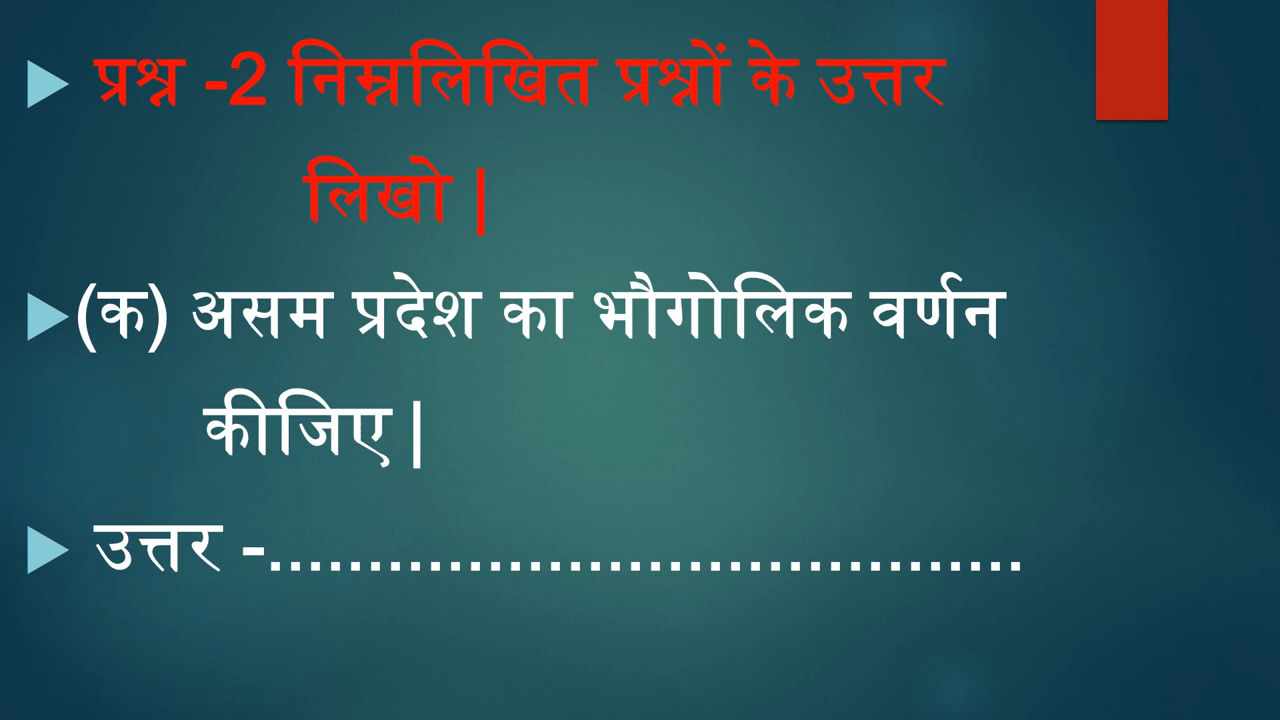 प्रश्न -2 निम्नलिखित प्रश्नों के उत्तर
लिखो |
(क) असम प्रदेश का भौगोलिक वर्णन
कीजिए |
उत्तर -......................................